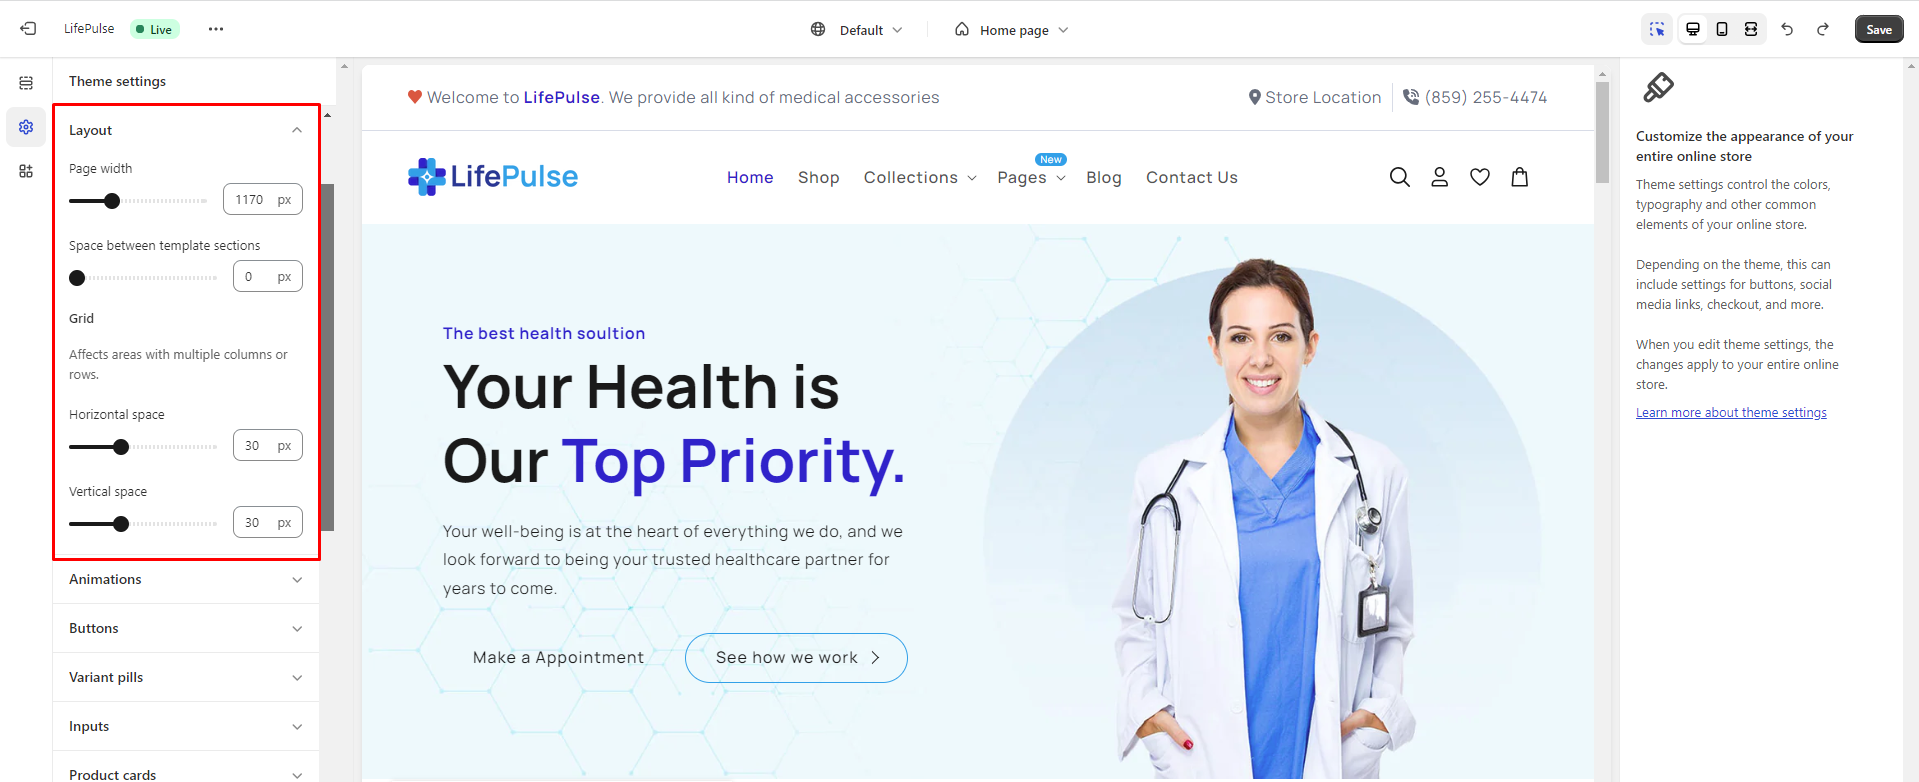 LifePulse
Live
Default
Home page
Save
Theme settings
Layout
Page width
1170 px
Space between template sections
0 px
Grid
Affects areas with multiple columns or
rows.
Horizontal space
30 px
Vertical space
30 px
Animations
Buttons
Variant pills
Inputs
Product cards
Welcome to LifePulse. We provide all kind of medical accessories
Store Location
(859) 255-4474
LifePulse
Home
Shop
Collections
New
Pages
Blog
Contact Us
The best health soultion
Your Health is
Our Top Priority.
Your well-being is at the heart of everything we do, and we
look forward to being your trusted healthcare partner for
years to come.
Make a Appointment
See how we work
Customize the appearance of your
entire online store
Theme settings control the colors,
typography and other common
elements of your online store.
Depending on the theme, this can
include settings for buttons, social
media links, checkout, and more.
When you edit theme settings, the
changes apply to your entire online
store.
Learn more about theme settings